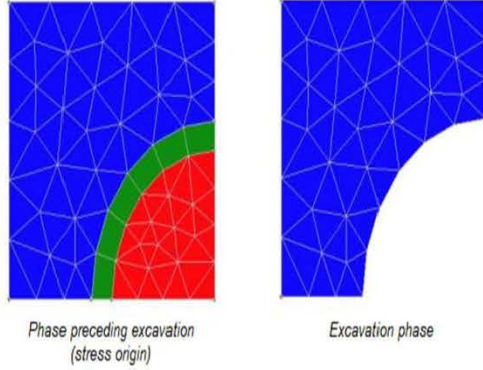 Phase preceding excavation
(stress origin)
Excavation phase